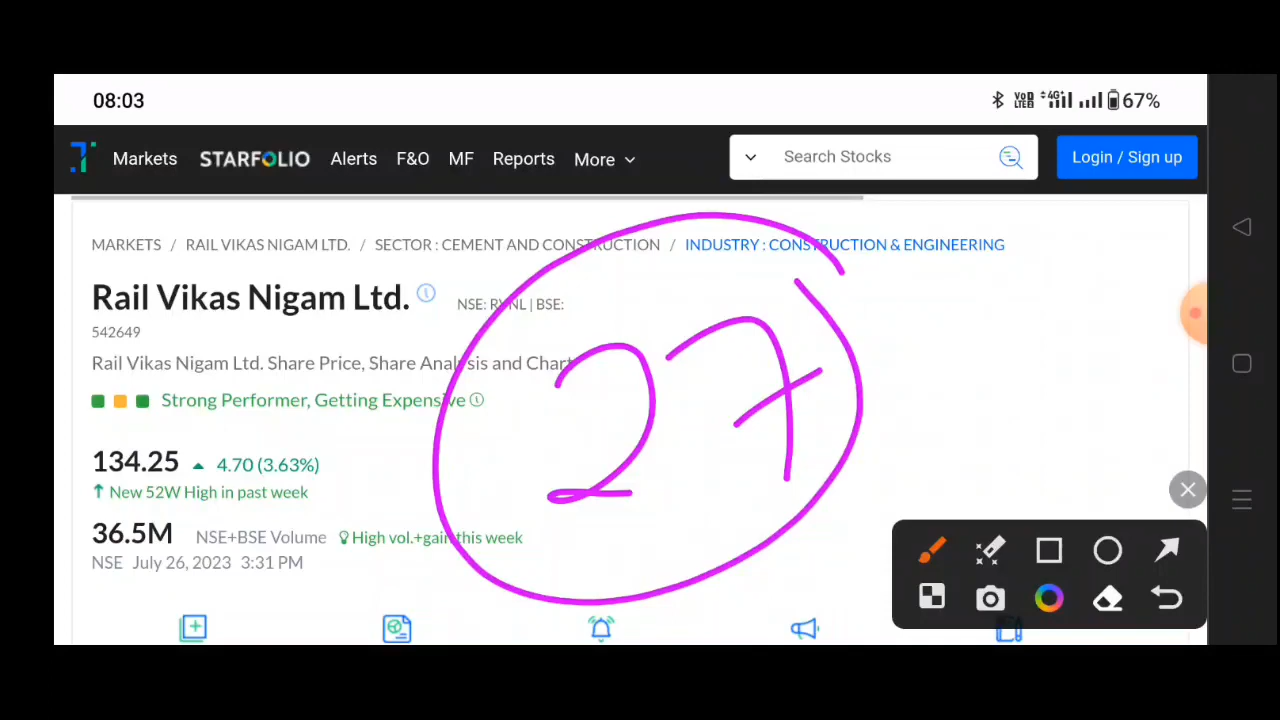 08:03 VoD LTE 4G+ 67%
Markets STARFOLIO Alerts F&O MF Reports More Search Stocks Login / Sign up
MARKETS / RAIL VIKAS NIGAM LTD. / SECTOR : CEMENT AND CONSTRUCTION / INDUSTRY : CONSTRUCTION & ENGINEERING
Rail Vikas Nigam Ltd. NSE: RVNL | BSE:
542649
Rail Vikas Nigam Ltd. Share Price, Share Analysis and Chart
Strong Performer, Getting Expensive
27
134.25 4.70 (3.63%)
New 52W High in past week
36.5M NSE+BSE Volume High vol.+gain this week
NSE July 26, 2023 3:31 PM